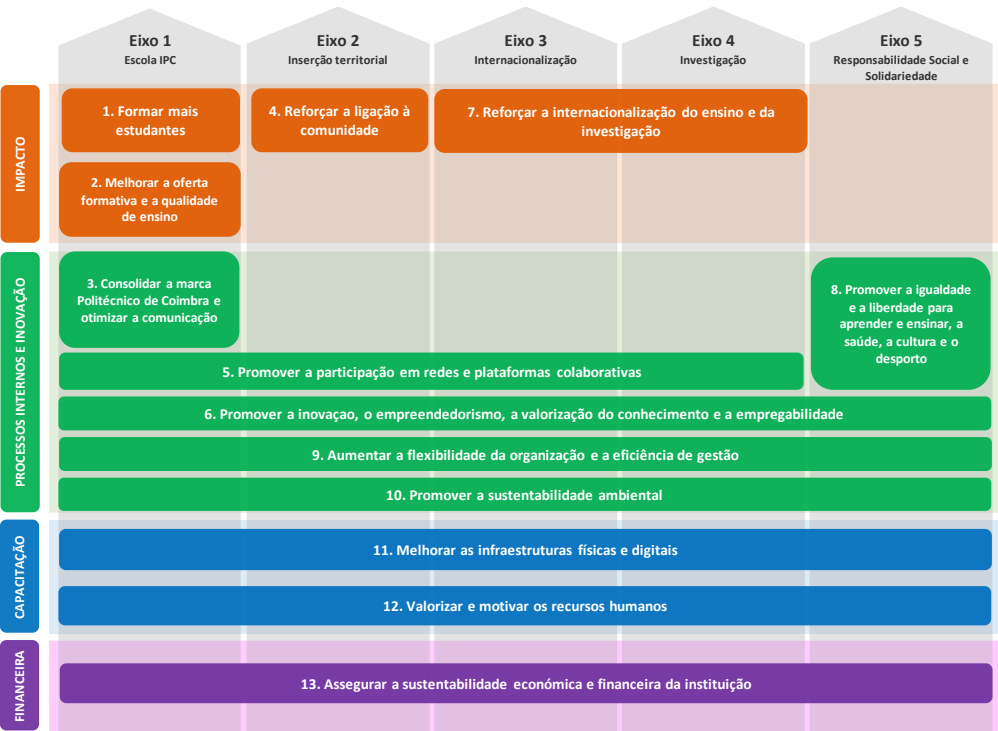 Eixo 1
Escola IPC
Eixo 2
Inserção territorial
Eixo 3
Internacionalização
Eixo 4
Investigação
Eixo 5
Responsabilidade Social e
Solidariedade
IMPACTO
1. Formar mais
estudantes
4. Reforçar a ligação à
comunidade
7. Reforçar a internacionalização do ensino e da
investigação
2. Melhorar a oferta
formativa e a qualidade
de ensino
PROCESSOS INTERNOS E INOVAÇÃO
3. Consolidar a marca
Politécnico de Coimbra e
otimizar a comunicação
8. Promover a igualdade
e a liberdade para
aprender e ensinar, a
saúde, a cultura e o
desporto
5. Promover a participação em redes e plataformas colaborativas
6. Promover a inovaçao, o empreendedorismo, a valorização do conhecimento e a empregabilidade
9. Aumentar a flexibilidade da organização e a eficiência de gestão
10. Promover a sustentabilidade ambiental
CAPACITAÇÃO
11. Melhorar as infraestruturas físicas e digitais
12. Valorizar e motivar os recursos humanos
FINANCEIRA
13. Assegurar a sustentabilidade económica e financeira da instituição